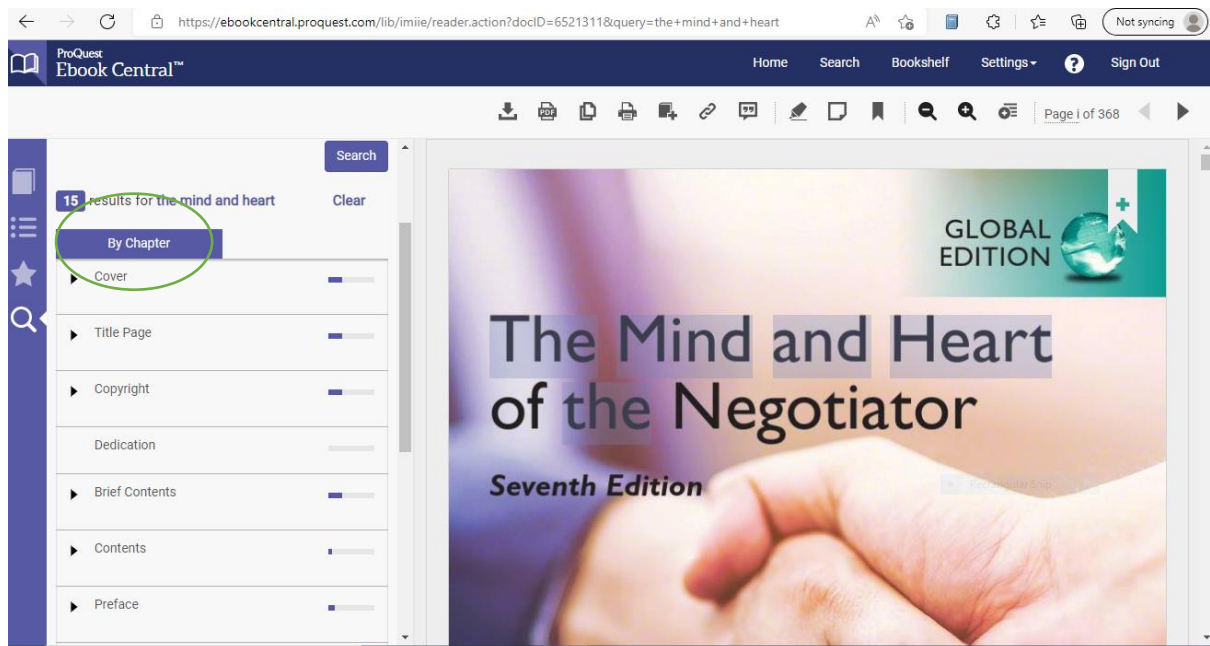 https://ebookcentral.proquest.com/lib/imiie/reader.action?docID=6521311&query=the+mind+and+heart
Not syncing
ProQuest
Ebook Central™
Home Search Bookshelf Settings Sign Out
PDF
Page i of 368
Search
15 results for the mind and heart Clear
By Chapter
Cover
Title Page
Copyright
Dedication
Brief Contents
Contents
Preface
GLOBAL
EDITION
The Mind and Heart
of the Negotiator
Seventh Edition
Rectangular Snip